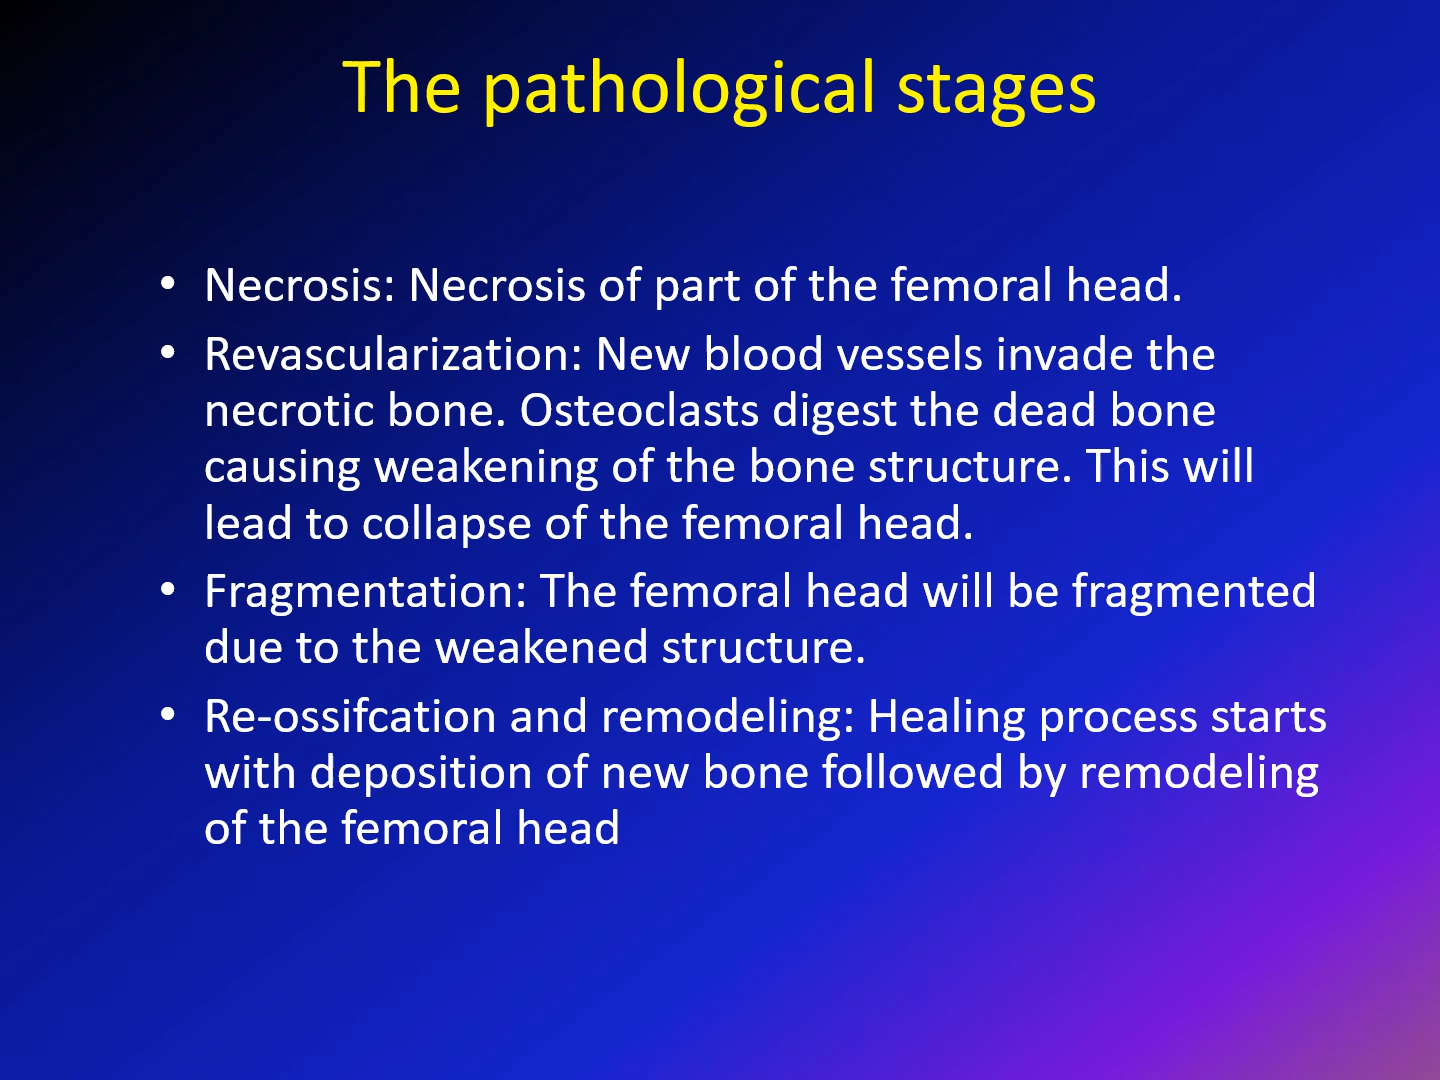 The pathological stages
• Necrosis: Necrosis of part of the femoral head.
• Revascularization: New blood vessels invade the
necrotic bone. Osteoclasts digest the dead bone
causing weakening of the bone structure. This will
lead to collapse of the femoral head.
• Fragmentation: The femoral head will be fragmented
due to the weakened structure.
• Re-ossifcation and remodeling: Healing process starts
with deposition of new bone followed by remodeling
of the femoral head